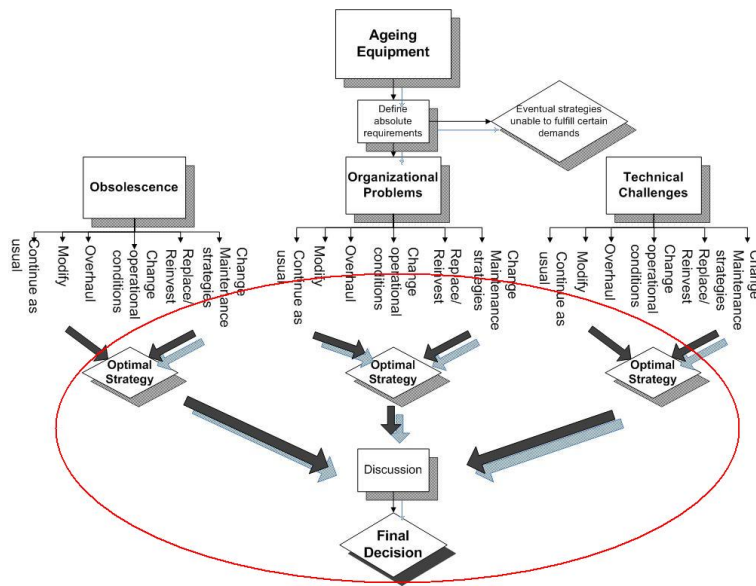 Ageing
Equipment
Define
absolute
requirements
Eventual strategies
unable to fulfill certain
demands
Obsolescence
Organizational
Problems
Technical
Challenges
Continue as
usual
Modify
Overhaul
Change
operational
conditions
Replace/
Reinvest
Change
Maintenance
strategies
Continue as
usual
Modify
Overhaul
Change
operational
conditions
Replace/
Reinvest
Change
Maintenance
strategies
Continue as
usual
Modify
Overhaul
Change
operational
conditions
Replace/
Reinvest
Change
Maintenance
strategies
Optimal
Strategy
Optimal
Strategy
Optimal
Strategy
Discussion
Final
Decision